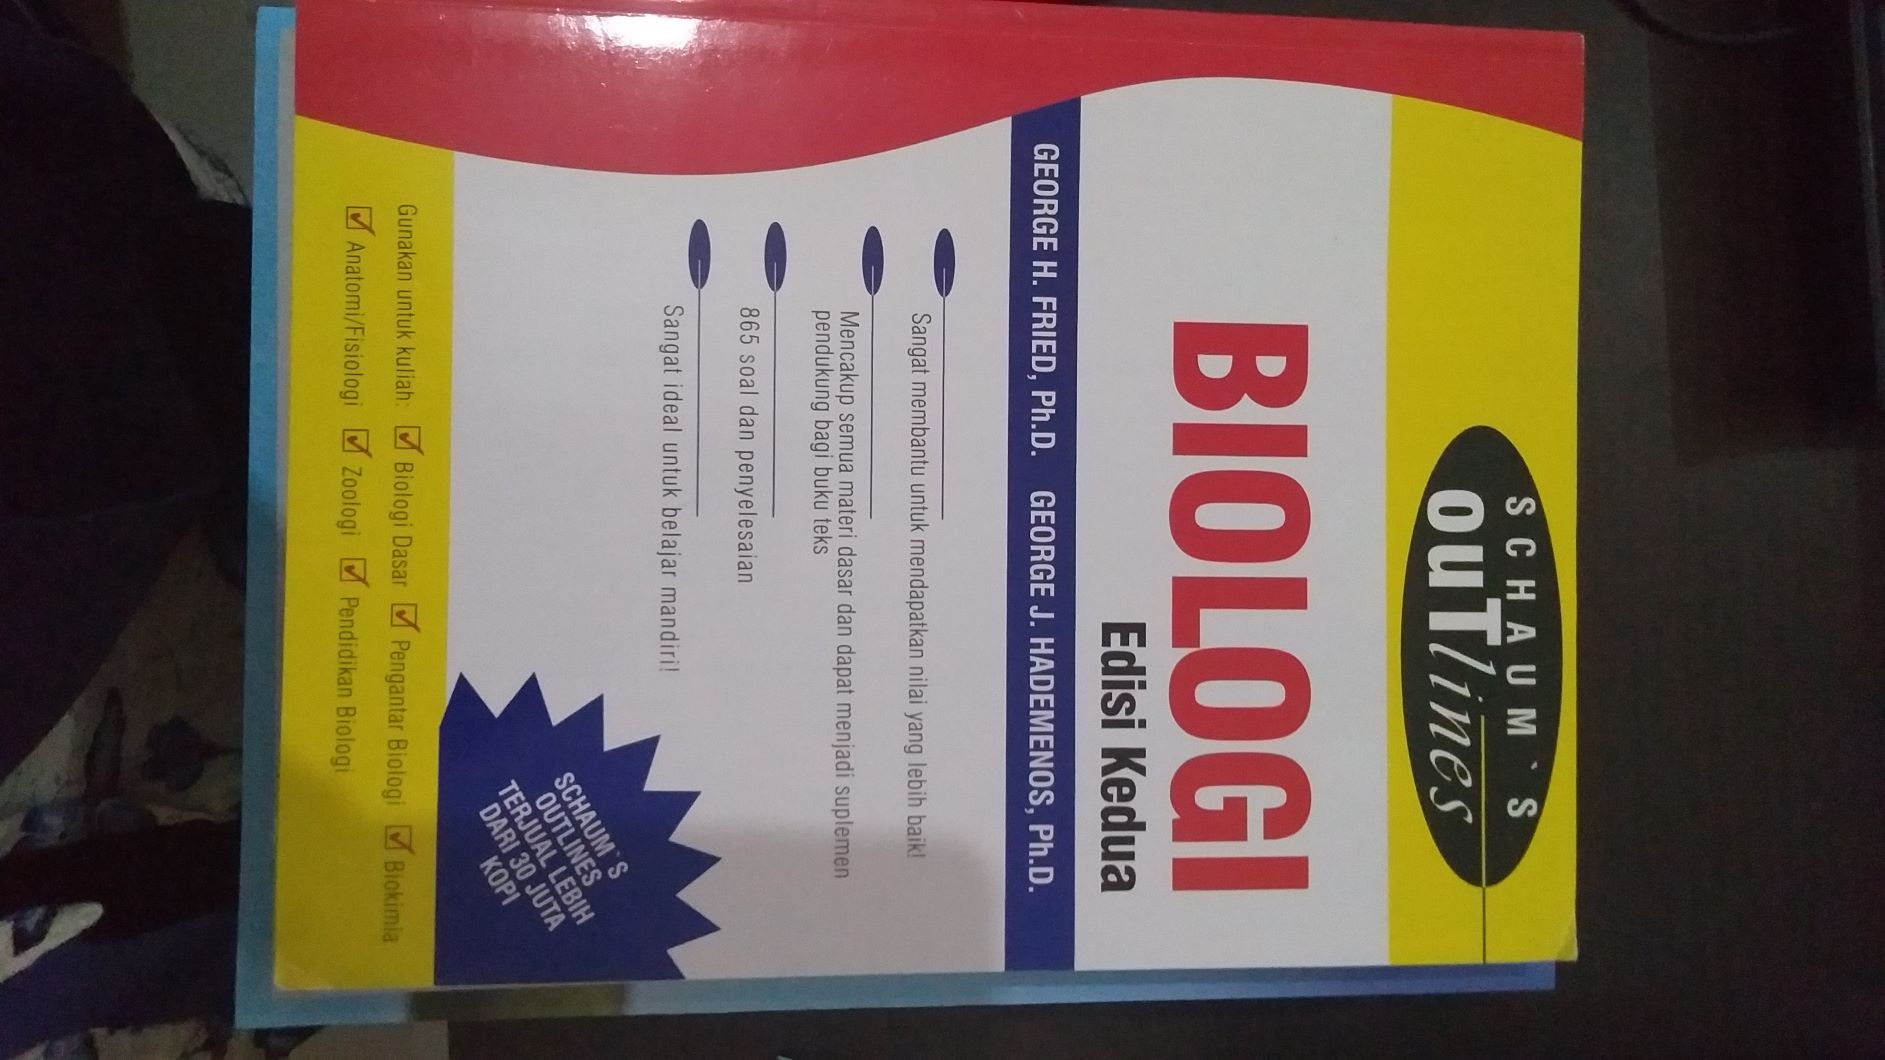 SCHAUM`S
ouTlines
BIOLOGI
Edisi Kedua
GEORGE H. FRIED, Ph.D. GEORGE J. HADEMENOS, Ph.D.
Sangat membantu untuk mendapatkan nilai yang lebih baik!
Mencakup semua materi dasar dan dapat menjadi suplemen
pendukung bagi buku teks
865 soal dan penyelesaian
Sangat ideal untuk belajar mandiri!
SCHAUM`S
OUTLINES
TERJUAL LEBIH
DARI 30 JUTA
KOPI
Gunakan untuk kuliah: Biologi Dasar Pengantar Biologi Biokimia
Anatomi/Fisiologi Zoologi Pendidikan Biologi